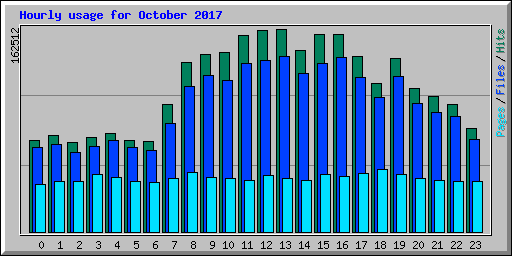 Hourly usage for October 2017
162512
Pages / Files / Hits
0 1 2 3 4 5 6 7 8 9 10 11 12 13 14 15 16 17 18 19 20 21 22 23